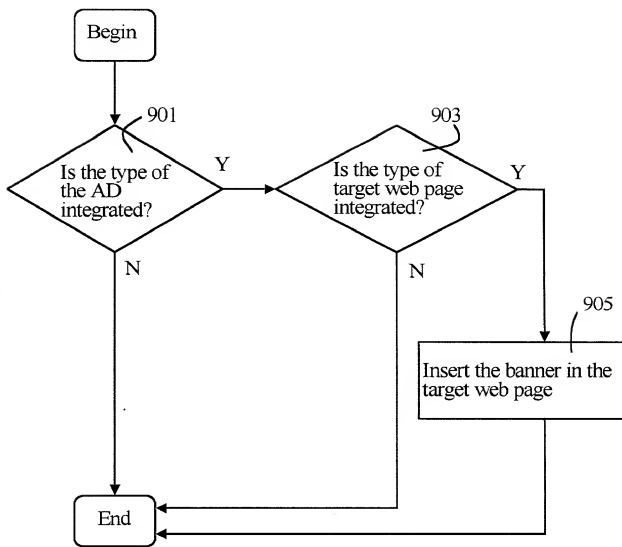 Begin
901
Is the type of
the AD
integrated?
Y
N
903
Is the type of
target web page
integrated?
Y
N
905
Insert the banner in the
target web page
End